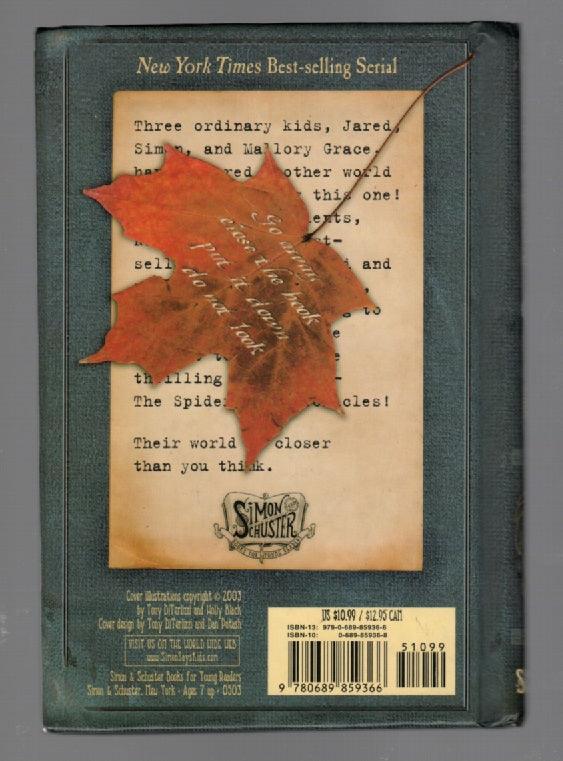 New York Times Best-selling Serial
Three ordinary kids, Jared,
Simon, and Mallory Grace,
other world
this one!
sell and
to
thrilling
The Spide cles!
Their world closer
than you think.
Go away
close the book
put it down
do not look
SIMON
SCHUSTER
Cover illustrations copyright © 2003
by Tony DiTerlizzi and Holly Black
Cover design by Tony DiTerlizzi and Dan Potash
VISIT US ON THE WORLD WIDE WEB
www.SimonSaysKids.com
Simon & Schuster Books for Young Readers
Simon & Schuster, New York · Ages 7 up · 0503
US $10.99 / $12.95 CAN
ISBN-13: 978-0-689-85936-6
ISBN-10: 0-689-85936-8
51099
9 780689 859366